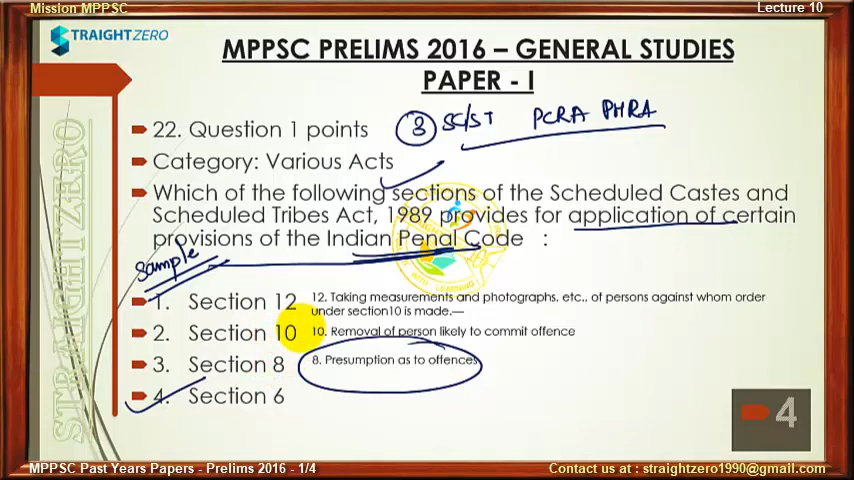 Mission MPPSC
Lecture 10
STRAIGHTZERO
MPPSC PRELIMS 2016 – GENERAL STUDIES
PAPER - I
22. Question 1 points
3 SC/ST PCRA PHRA
Category: Various Acts
Which of the following sections of the Scheduled Castes and
Scheduled Tribes Act, 1989 provides for application of certain
provisions of the Indian Penal Code :
Sample
1. Section 12
12. Taking measurements and photographs, etc., of persons against whom order
under section10 is made.—
2. Section 10
10. Removal of person likely to commit offence
3. Section 8
8. Presumption as to offences
4. Section 6
4
STRAIGHTZERO
MPPSC Past Years Papers - Prelims 2016 - 1/4
Contact us at : straightzero1990@gmail.com